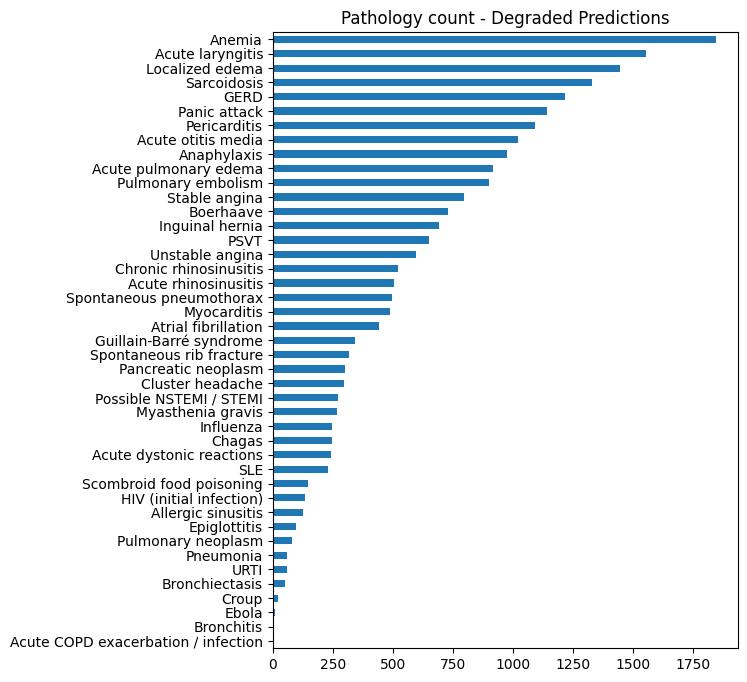 Pathology count - Degraded Predictions
Anemia
Acute laryngitis
Localized edema
Sarcoidosis
GERD
Panic attack
Pericarditis
Acute otitis media
Anaphylaxis
Acute pulmonary edema
Pulmonary embolism
Stable angina
Boerhaave
Inguinal hernia
PSVT
Unstable angina
Chronic rhinosinusitis
Acute rhinosinusitis
Spontaneous pneumothorax
Myocarditis
Atrial fibrillation
Guillain-Barré syndrome
Spontaneous rib fracture
Pancreatic neoplasm
Cluster headache
Possible NSTEMI / STEMI
Myasthenia gravis
Influenza
Chagas
Acute dystonic reactions
SLE
Scombroid food poisoning
HIV (initial infection)
Allergic sinusitis
Epiglottitis
Pulmonary neoplasm
Pneumonia
URTI
Bronchiectasis
Croup
Ebola
Bronchitis
Acute COPD exacerbation / infection
0 250 500 750 1000 1250 1500 1750